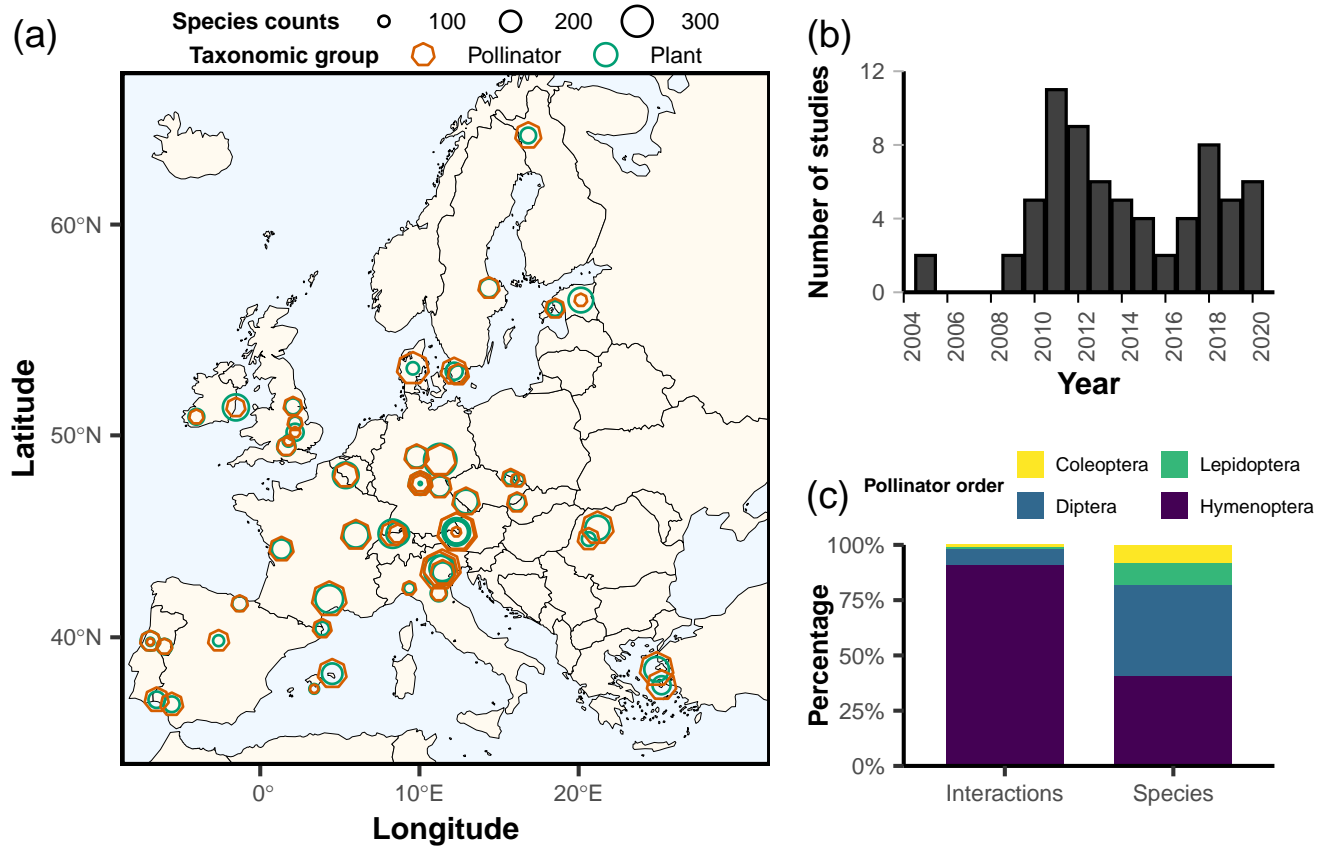 (a)
Species counts 100 200 300
Taxonomic group Pollinator Plant
60°N
50°N
40°N
Latitude
0° 10°E 20°E
Longitude
(b)
12
8
4
0
Number of studies
2004 2006 2008 2010 2012 2014 2016 2018 2020
Year
(c)
Pollinator order
Coleoptera Lepidoptera
Diptera Hymenoptera
100%
75%
50%
25%
0%
Percentage
Interactions Species